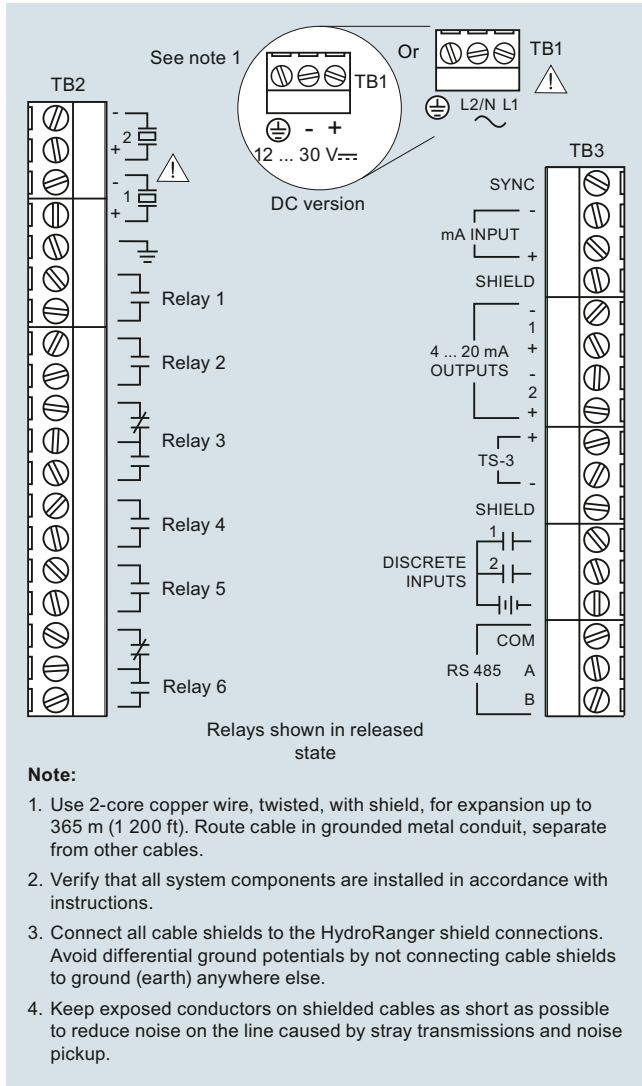 See note 1
Or
TB1
TB1
L2/N L1
- +
12 ... 30 V
DC version
TB2
-
2
+
-
1
+
Relay 1
Relay 2
Relay 3
Relay 4
Relay 5
Relay 6
TB3
SYNC
-
mA INPUT
+
SHIELD
-
1
4 ... 20 mA
+
OUTPUTS
-
2
+
+
TS-3
-
SHIELD
1
DISCRETE
2
INPUTS
COM
RS 485 A
B
Relays shown in released
state
Note:
1. Use 2-core copper wire, twisted, with shield, for expansion up to
365 m (1 200 ft). Route cable in grounded metal conduit, separate
from other cables.
2. Verify that all system components are installed in accordance with
instructions.
3. Connect all cable shields to the HydroRanger shield connections.
Avoid differential ground potentials by not connecting cable shields
to ground (earth) anywhere else.
4. Keep exposed conductors on shielded cables as short as possible
to reduce noise on the line caused by stray transmissions and noise
pickup.